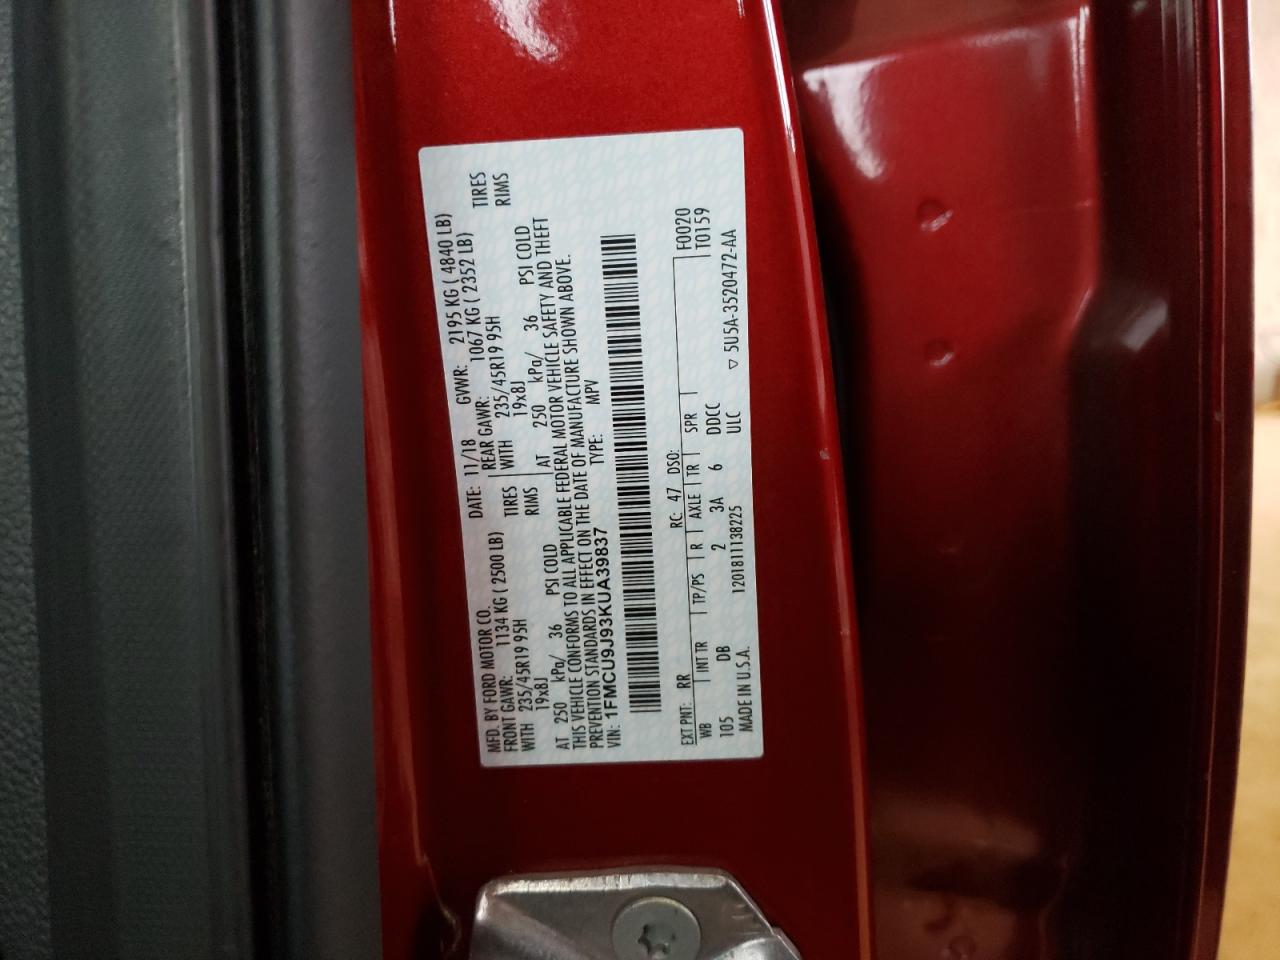 MFD. BY FORD MOTOR CO.
DATE: 11/18 GVWR: 2195 KG ( 4840 LB)
FRONT GAWR: 1134 KG ( 2500 LB) REAR GAWR: 1067 KG ( 2352 LB)
WITH 235/45R19 95H TIRES WITH 235/45R19 95H TIRES
19x8J RIMS 19x8J RIMS
AT 250 kPa/ 36 PSI COLD AT 250 kPa/ 36 PSI COLD
THIS VEHICLE CONFORMS TO ALL APPLICABLE FEDERAL MOTOR VEHICLE SAFETY AND THEFT
PREVENTION STANDARDS IN EFFECT ON THE DATE OF MANUFACTURE SHOWN ABOVE.
VIN: 1FMCU9J93KUA39837 TYPE: MPV
EXT PNT: RR RC: 47 DSO: F0020
WB INT TR TP/PS R AXLE TR SPR T0159
105 DB 2 3A 6 DDCC
MADE IN U.S.A. 1201811138225 ULC ▽ 5U5A-3520472-AA